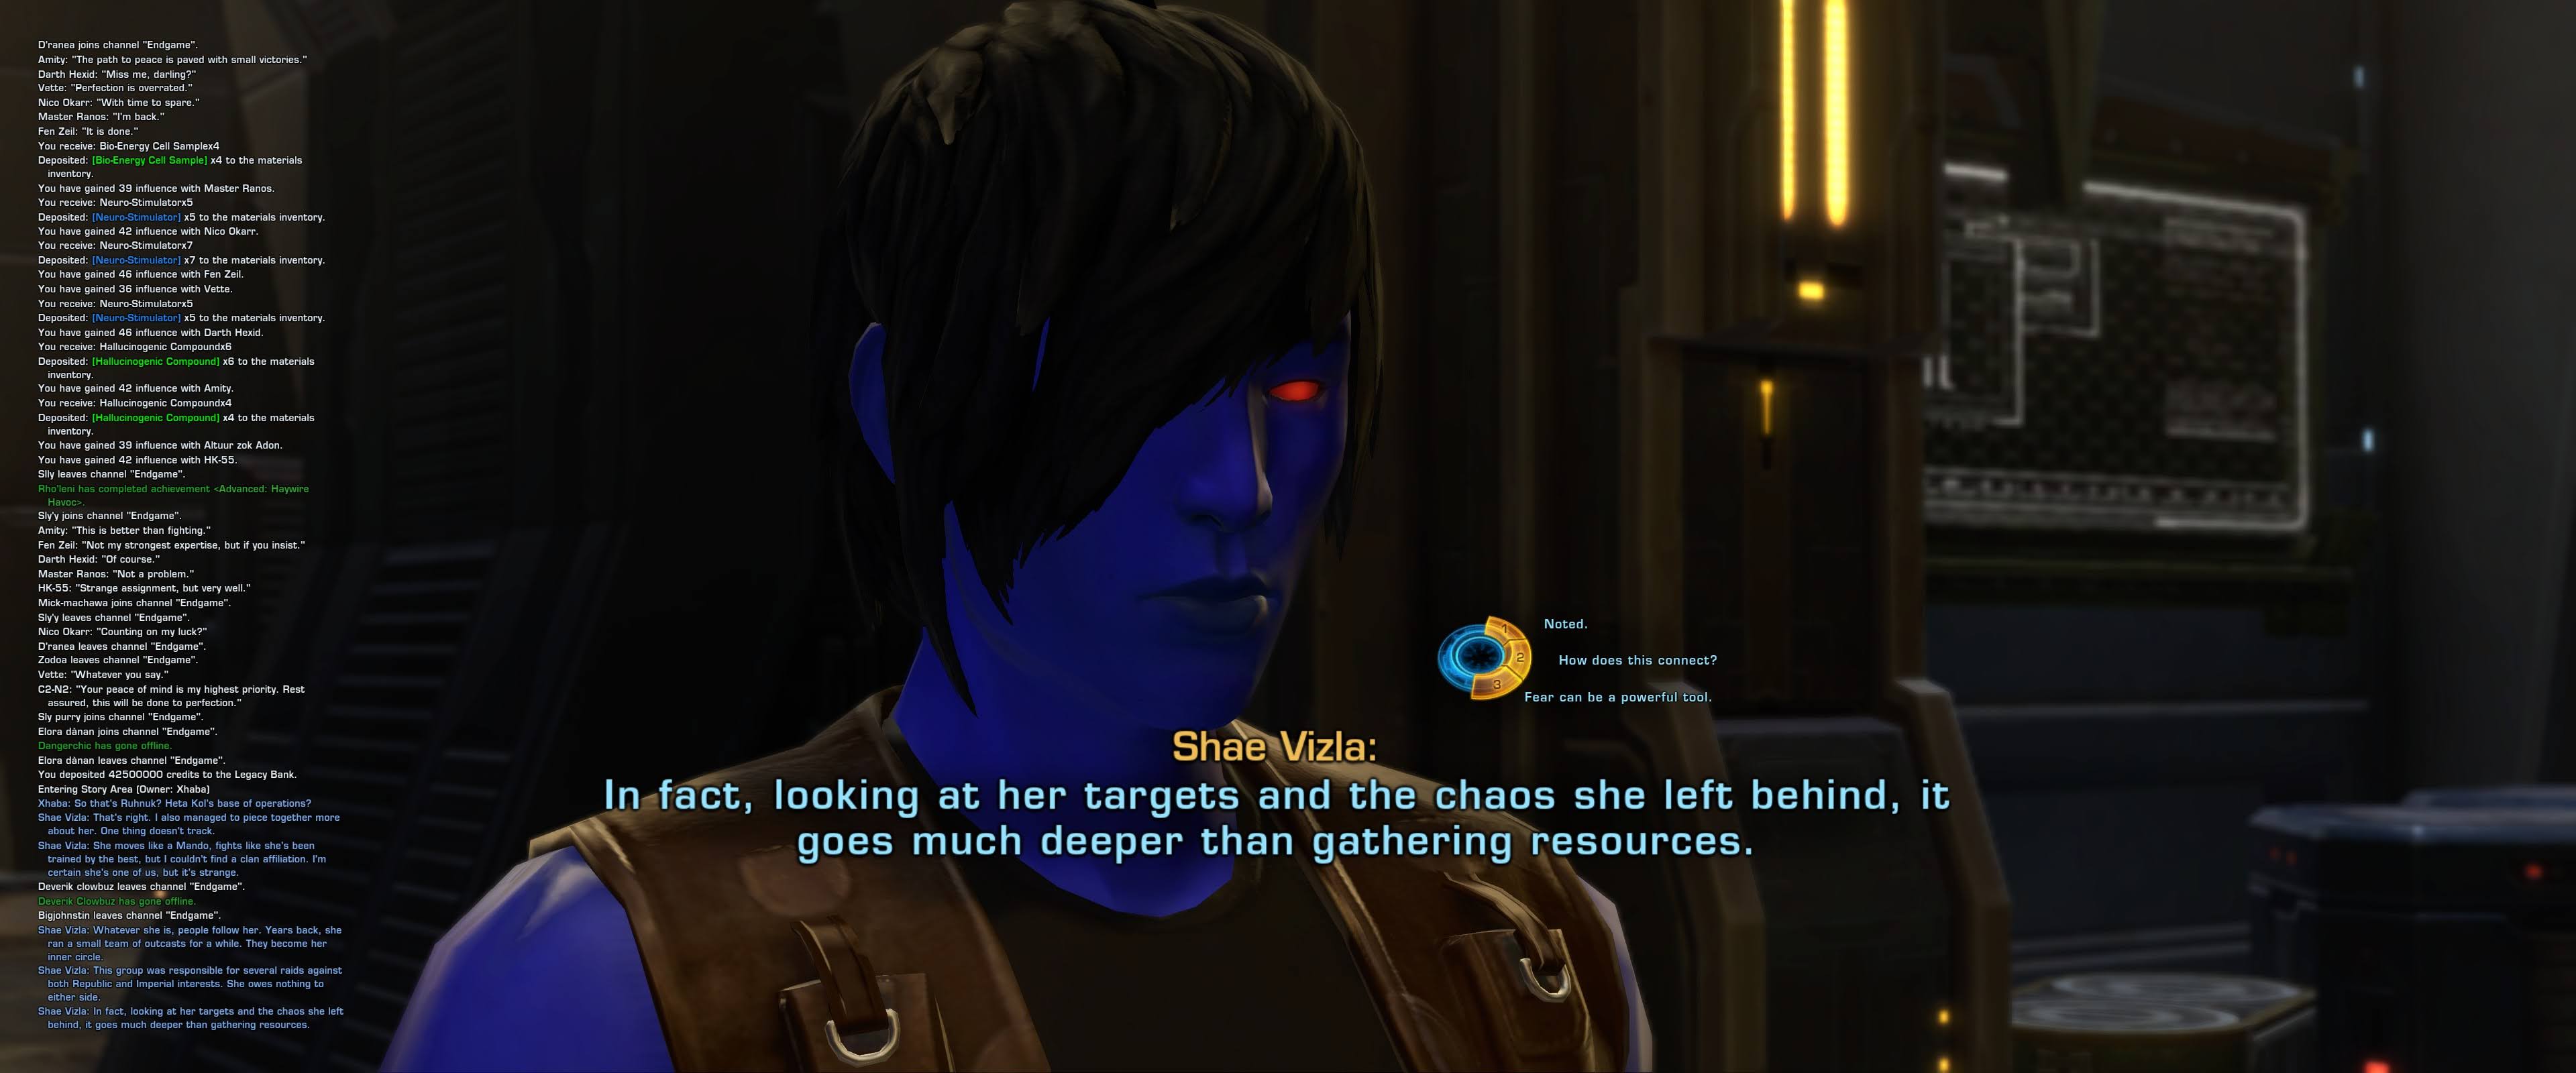 D'ranea joins channel "Endgame".
Amity: "The path to peace is paved with small victories."
Darth Hexid: "Miss me, darling?"
Vette: "Perfection is overrated."
Nico Okarr: "With time to spare."
Master Ranos: "I'm back."
Fen Zeil: "It is done."
You receive: Bio-Energy Cell Samplex4
Deposited: [Bio-Energy Cell Sample] x4 to the materials
inventory.
You have gained 39 influence with Master Ranos.
You receive: Neuro-Stimulatorx5
Deposited: [Neuro-Stimulator] x5 to the materials inventory.
You have gained 42 influence with Nico Okarr.
You receive: Neuro-Stimulatorx7
Deposited: [Neuro-Stimulator] x7 to the materials inventory.
You have gained 46 influence with Fen Zeil.
You have gained 36 influence with Vette.
You receive: Neuro-Stimulatorx5
Deposited: [Neuro-Stimulator] x5 to the materials inventory.
You have gained 46 influence with Darth Hexid.
You receive: Hallucinogenic Compoundx6
Deposited: [Hallucinogenic Compound] x6 to the materials
inventory.
You have gained 42 influence with Amity.
You receive: Hallucinogenic Compoundx4
Deposited: [Hallucinogenic Compound] x4 to the materials
inventory.
You have gained 39 influence with Altuur zok Adon.
You have gained 42 influence with HK-55.
Slly leaves channel "Endgame".
Rho'leni has completed achievement <Advanced: Haywire
Havoc>.
Sly'y joins channel "Endgame".
Amity: "This is better than fighting."
Fen Zeil: "Not my strongest expertise, but if you insist."
Darth Hexid: "Of course."
Master Ranos: "Not a problem."
HK-55: "Strange assignment, but very well."
Mick-machawa joins channel "Endgame".
Sly'y leaves channel "Endgame".
Nico Okarr: "Counting on my luck?"
D'ranea leaves channel "Endgame".
Zodoa leaves channel "Endgame".
Vette: "Whatever you say."
C2-N2: "Your peace of mind is my highest priority. Rest
assured, this will be done to perfection."
Sly purry joins channel "Endgame".
Elora dànan joins channel "Endgame".
Dangerchic has gone offline.
Elora dànan leaves channel "Endgame".
You deposited 42500000 credits to the Legacy Bank.
Entering Story Area (Owner: Xhaba)
Xhaba: So that's Ruhnuk? Heta Kol's base of operations?
Shae Vizla: That's right. I also managed to piece together more
about her. One thing doesn't track.
Shae Vizla: She moves like a Mando, fights like she's been
trained by the best, but I couldn't find a clan affiliation. I'm
certain she's one of us, but it's strange.
Deverik clowbuz leaves channel "Endgame".
Deverik Clowbuz has gone offline.
Bigjohnstin leaves channel "Endgame".
Shae Vizla: Whatever she is, people follow her. Years back, she
ran a small team of outcasts for a while. They become her
inner circle.
Shae Vizla: This group was responsible for several raids against
both Republic and Imperial interests. She owes nothing to
either side.
Shae Vizla: In fact, looking at her targets and the chaos she left
behind, it goes much deeper than gathering resources.
1 Noted.
2 How does this connect?
3 Fear can be a powerful tool.
Shae Vizla:
In fact, looking at her targets and the chaos she left behind, it
goes much deeper than gathering resources.